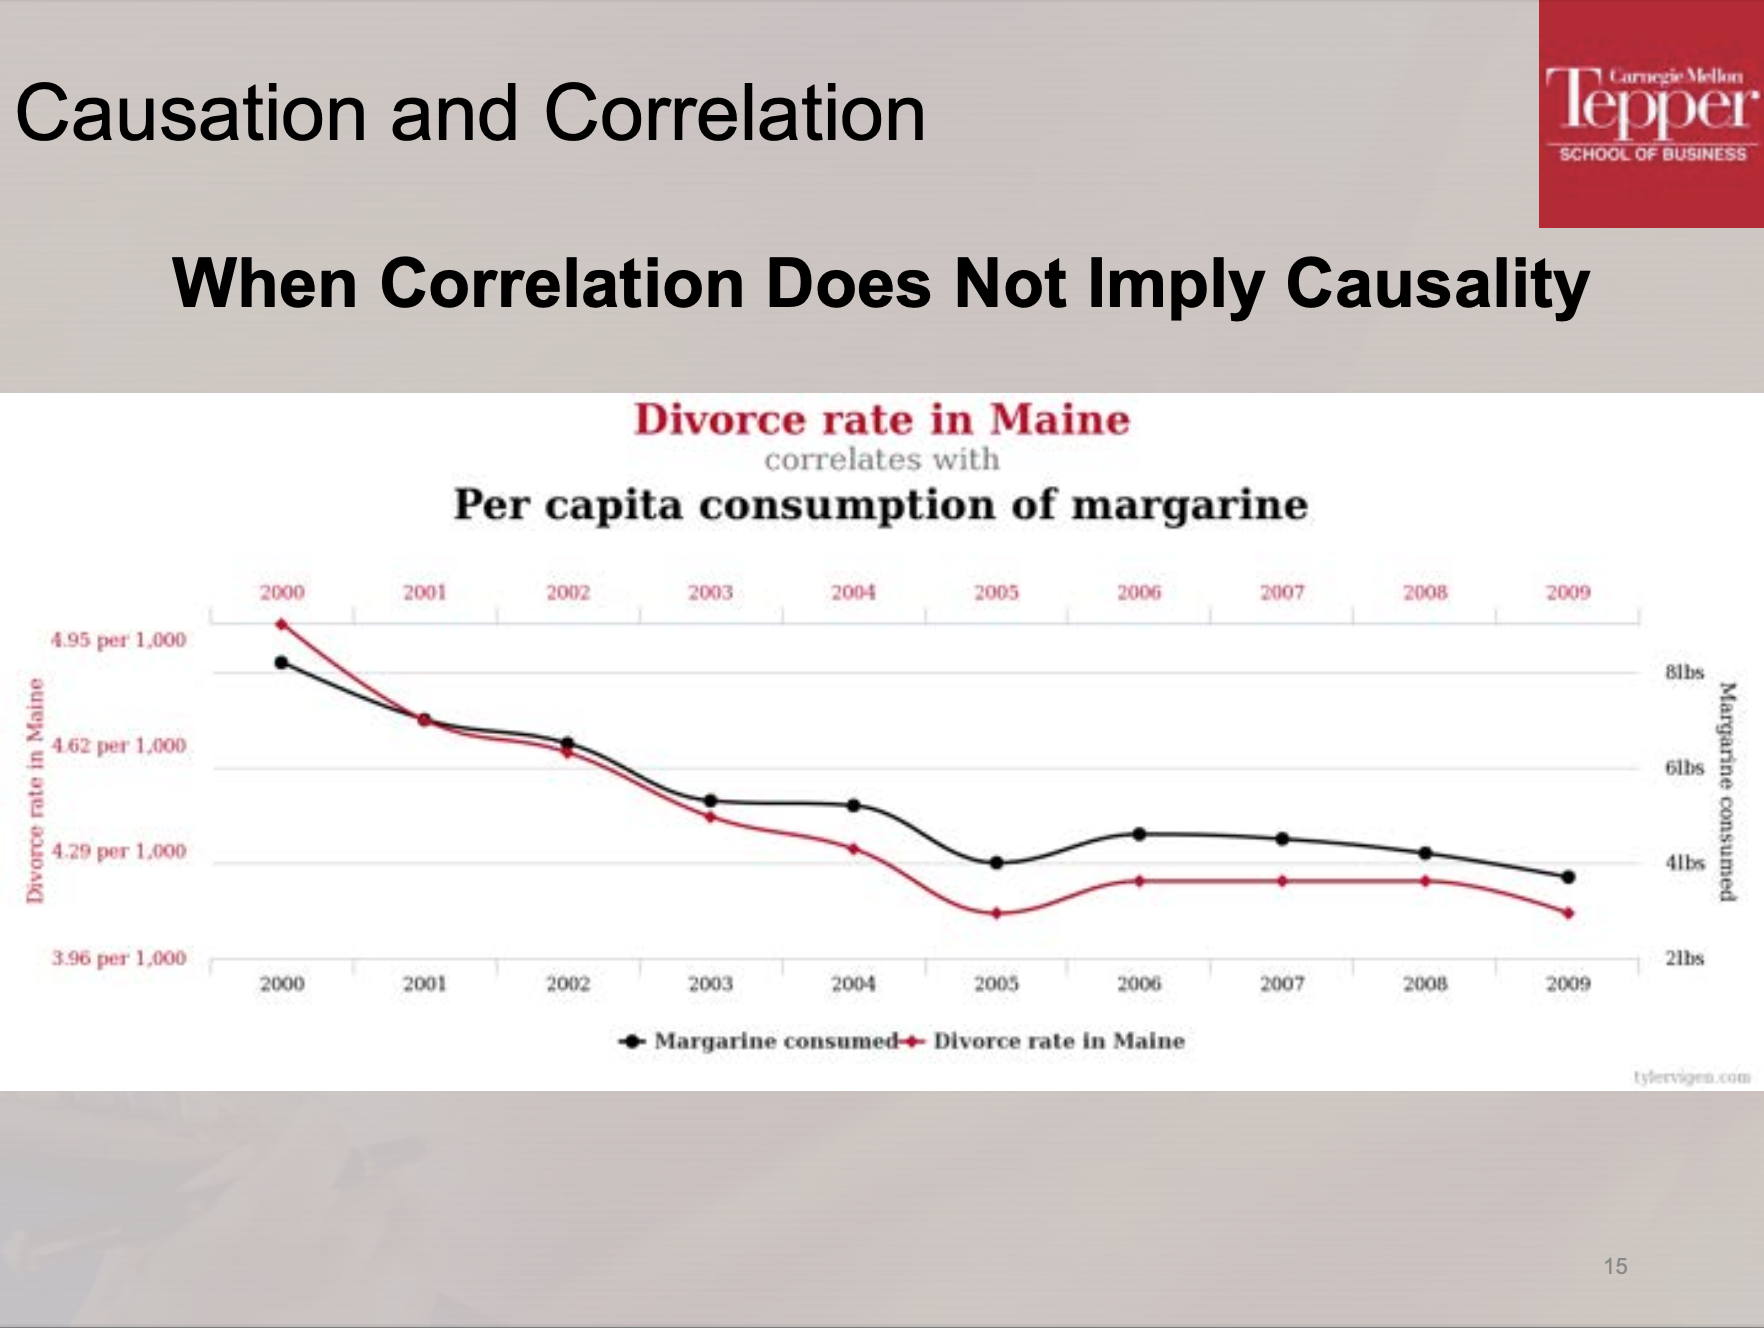 Causation and Correlation
Carnegie Mellon
Tepper
SCHOOL OF BUSINESS
When Correlation Does Not Imply Causality
Divorce rate in Maine
correlates with
Per capita consumption of margarine
2000 2001 2002 2003 2004 2005 2006 2007 2008 2009
4.95 per 1,000
8lbs
4.62 per 1,000
6lbs
4.29 per 1,000
4lbs
3.96 per 1,000
2lbs
Divorce rate in Maine
Margarine consumed
2000 2001 2002 2003 2004 2005 2006 2007 2008 2009
Margarine consumed Divorce rate in Maine
tylervigen.com
15